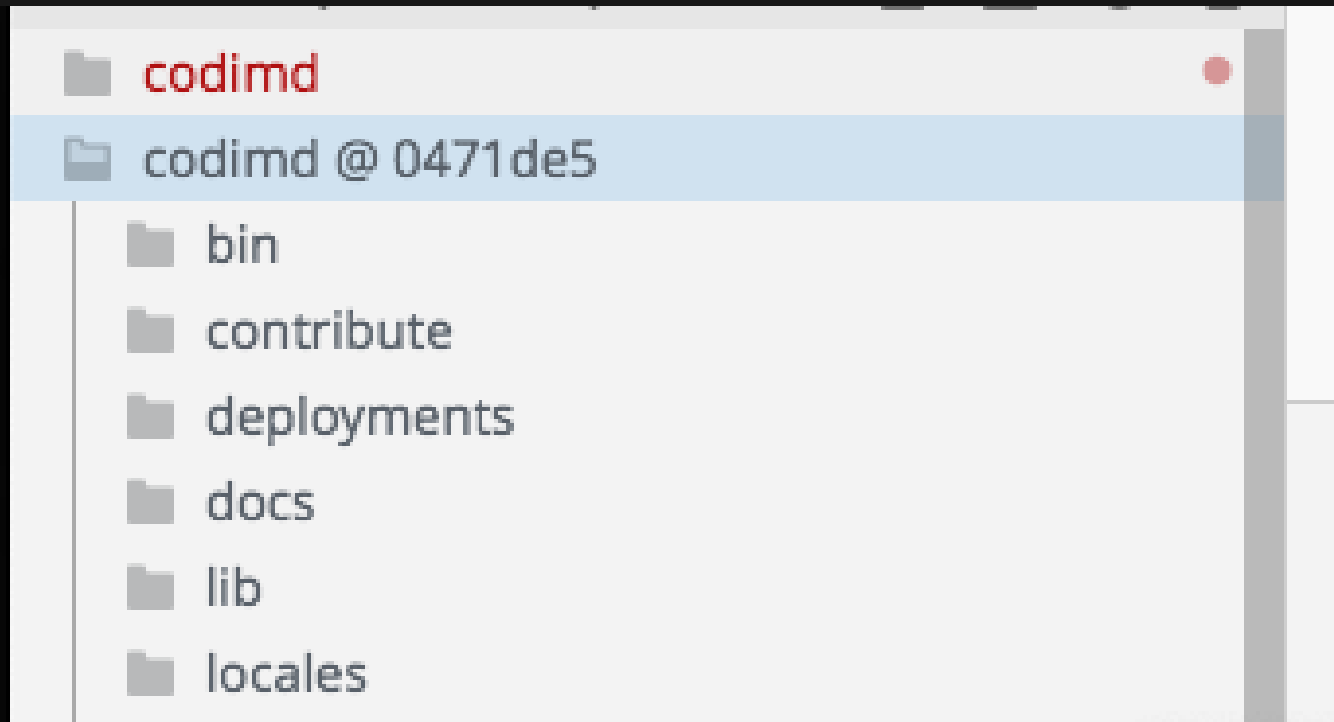 codimd
codimd @ 0471de5
bin
contribute
deployments
docs
lib
locales